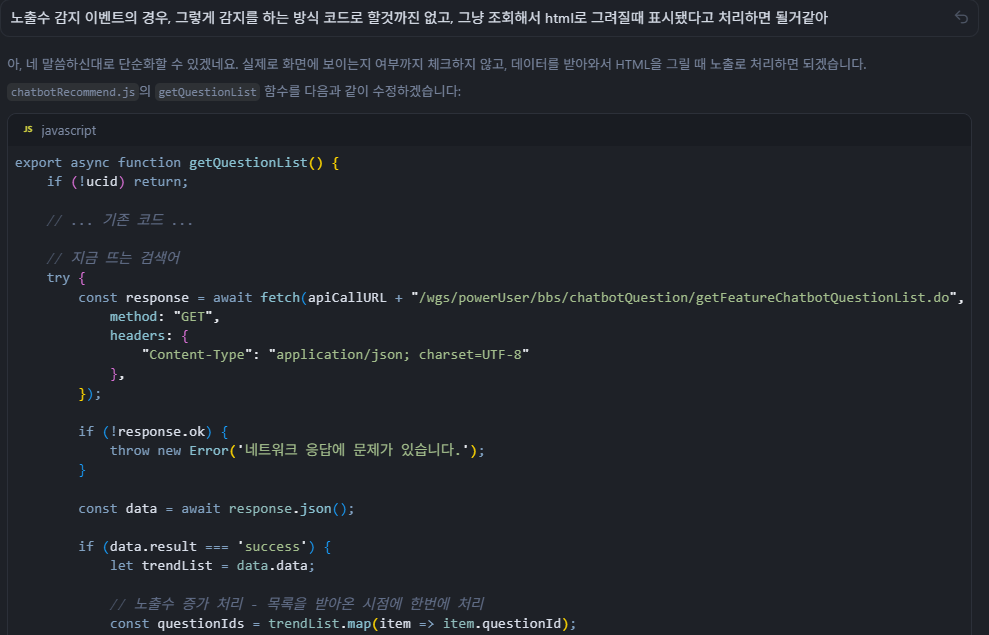 노출수 감지 이벤트의 경우, 그렇게 감지를 하는 방식 코드로 할것까진 없고, 그냥 조회해서 html로 그려질때 표시됐다고 처리하면 될거같아
아, 네 말씀하신대로 단순화할 수 있겠네요. 실제로 화면에 보이는지 여부까지 체크하지 않고, 데이터를 받아와서 HTML을 그릴 때 노출로 처리하면 되겠습니다.
chatbotRecommend.js 의 getQuestionList 함수를 다음과 같이 수정하겠습니다:
JS javascript
export async function getQuestionList() {
    if (!ucid) return;

    // ... 기존 코드 ...

    // 지금 뜨는 검색어
    try {
        const response = await fetch(apiCallURL + "/wgs/powerUser/bbs/chatbotQuestion/getFeatureChatbotQuestionList.do",
            method: "GET",
            headers: {
                "Content-Type": "application/json; charset=UTF-8"
            },
        });

        if (!response.ok) {
            throw new Error('네트워크 응답에 문제가 있습니다.');
        }

        const data = await response.json();

        if (data.result === 'success') {
            let trendList = data.data;

            // 노출수 증가 처리 - 목록을 받아온 시점에 한번에 처리
            const questionIds = trendList.map(item => item.questionId);